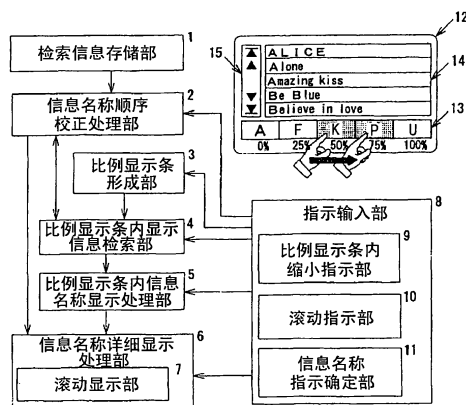 1
检索信息存储部
2
信息名称顺序
校正处理部
3
比例显示条
形成部
4
比例显示条内显示
信息检索部
5
比例显示条内信息
名称显示处理部
6
信息名称详细显示
处理部
7
滚动显示部
12
15
14
ALICE
Alone
Amazing kiss
Be Blue
Believe in love
13
A F K P U
0% 25% 50% 75% 100%
指示输入部
8
9
比例显示条内
缩小指示部
10
滚动指示部
11
信息名称
指示确定部